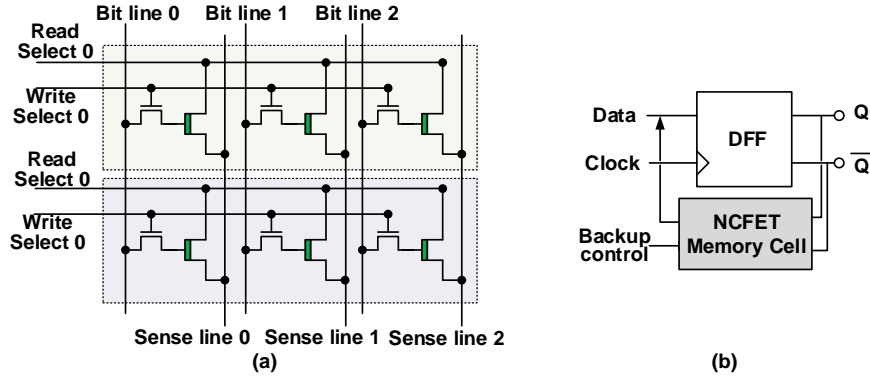 Bit line 0 Bit line 1 Bit line 2
Read
Select 0
Write
Select 0
Read
Select 0
Write
Select 0
Sense line 0 Sense line 1 Sense line 2
(a)
Data
Clock
DFF
Q
Q
NCFET
Memory Cell
Backup
control
(b)